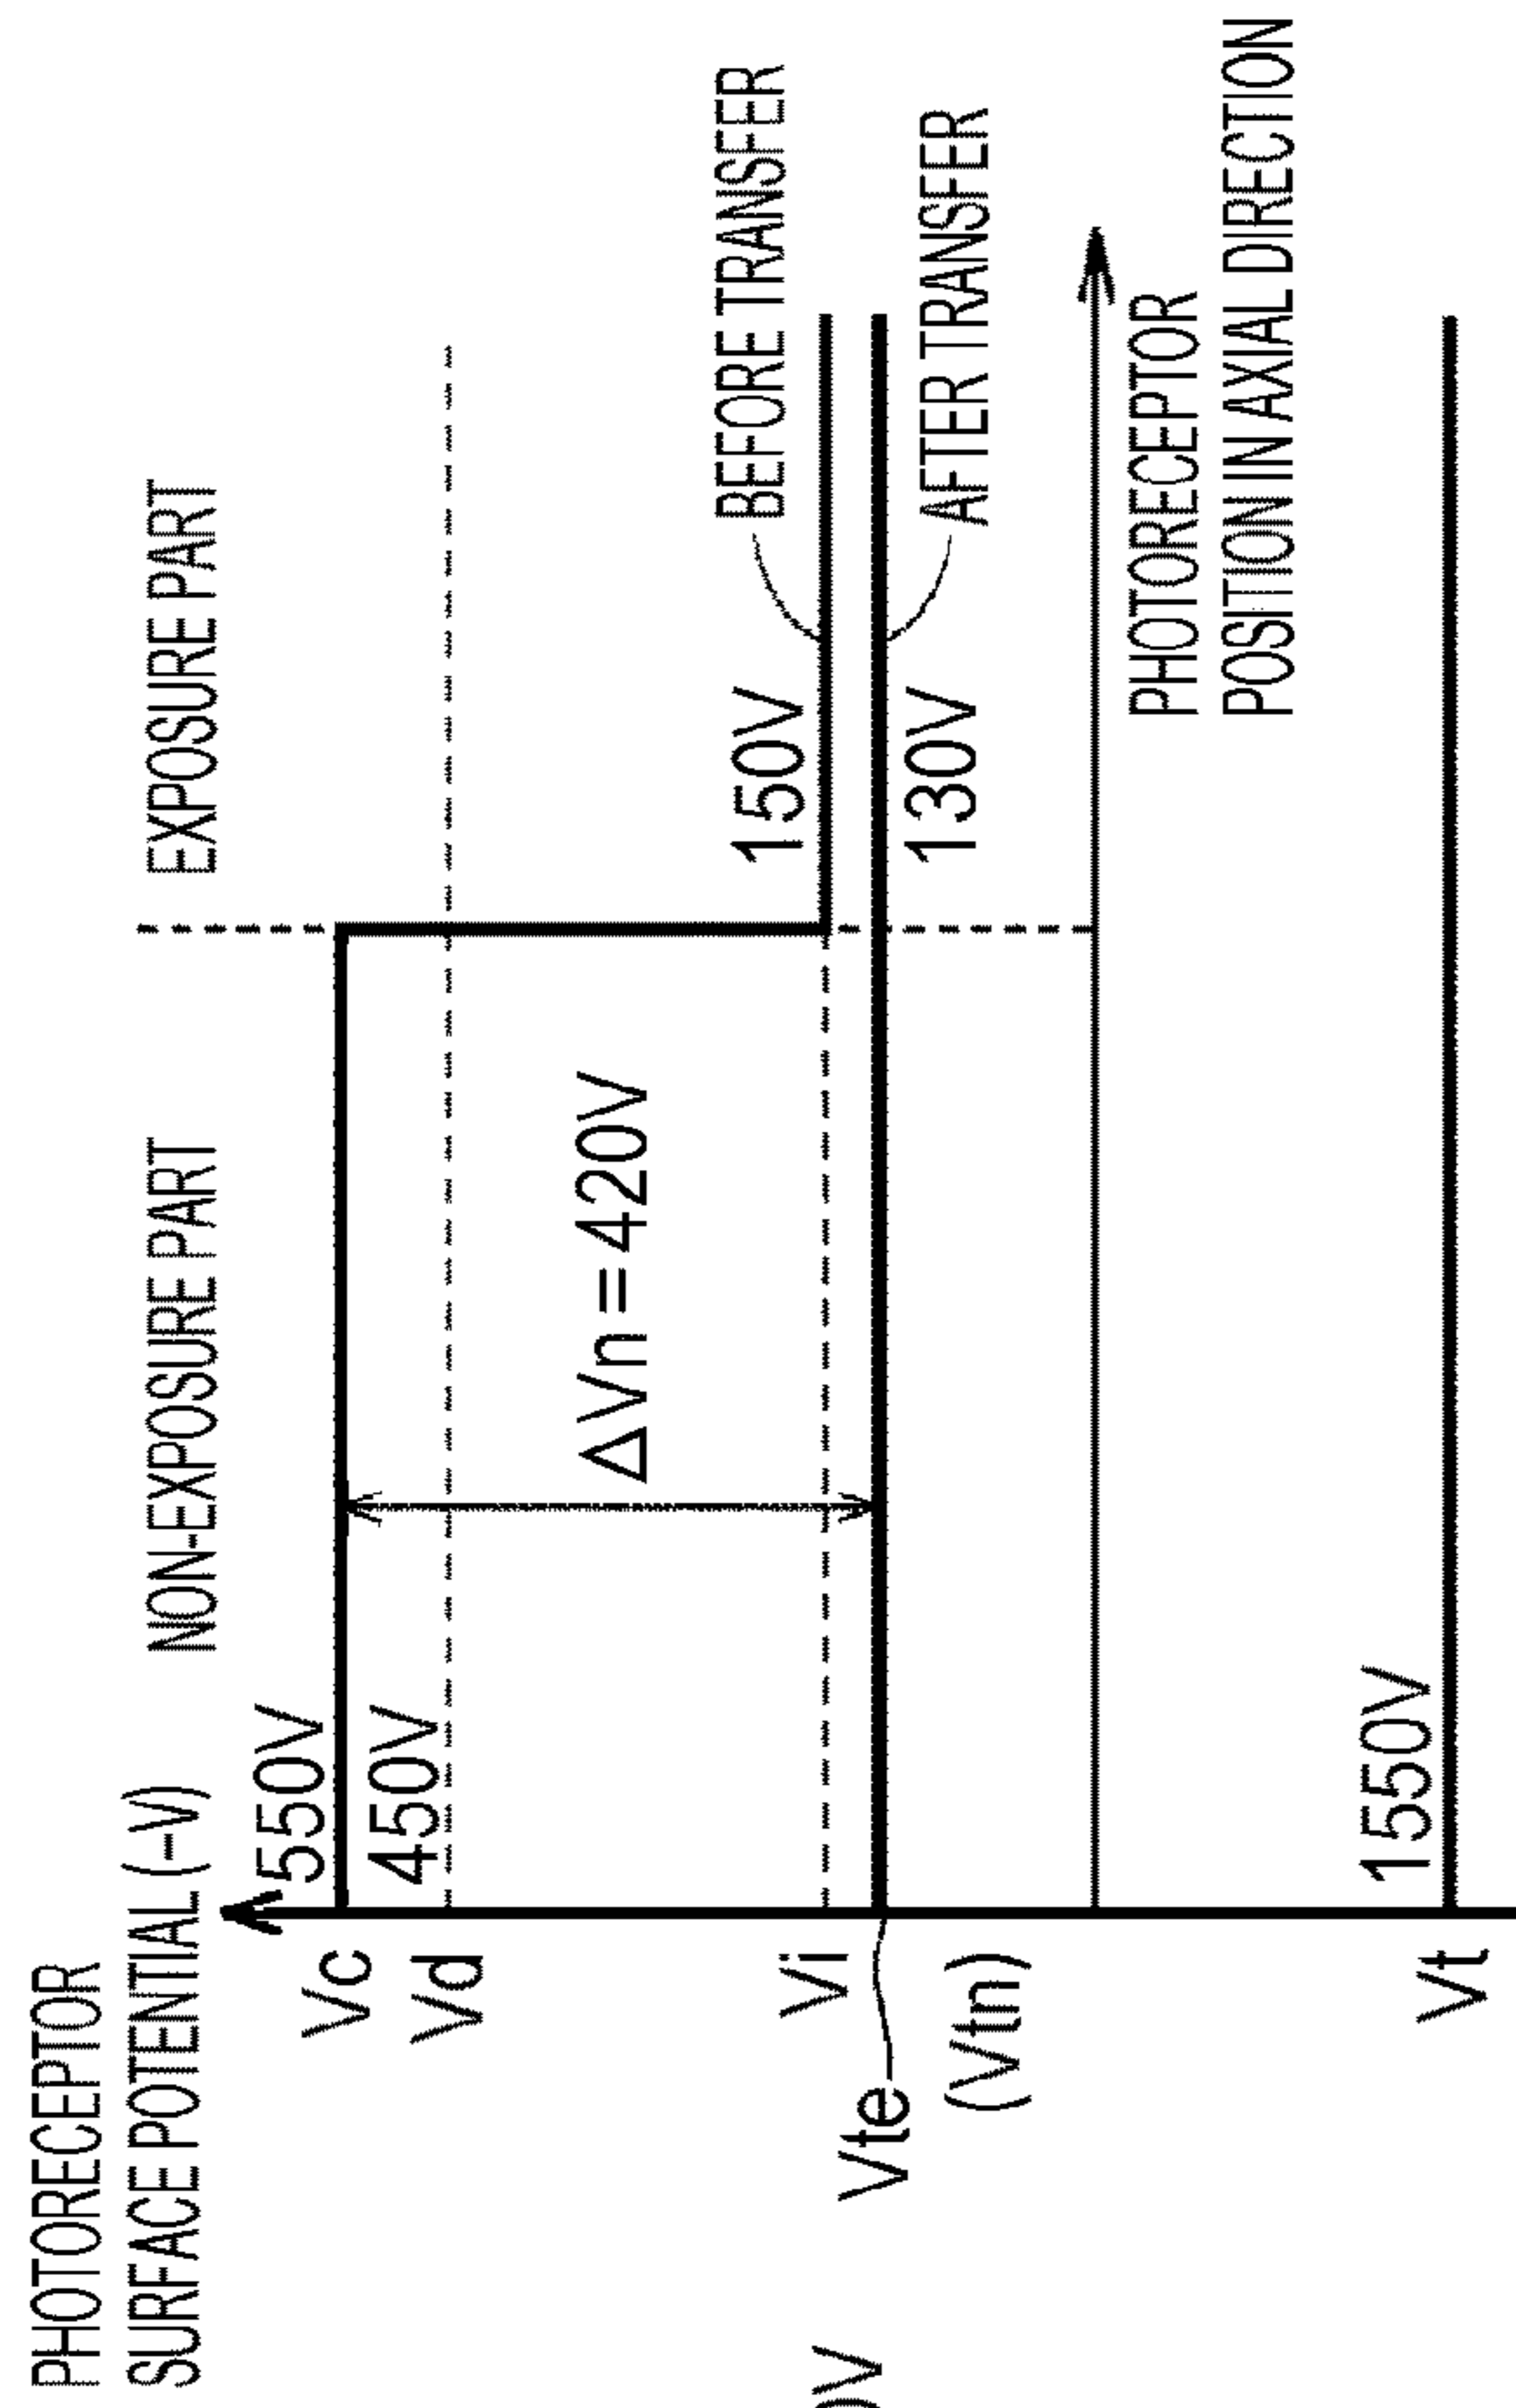 PHOTORECEPTOR
SURFACE POTENTIAL (–V)
NON-EXPOSURE PART
EXPOSURE PART
Vc
550V
Vd
450V
ΔVn = 420V
BEFORE TRANSFER
150V
Vi
Vte
(Vtn)
130V
AFTER TRANSFER
PHOTORECEPTOR
POSITION IN AXIAL DIRECTION
1550V
Vt